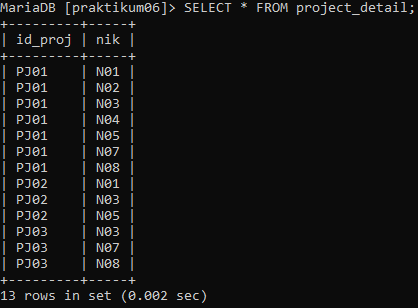 MariaDB [praktikum06]> SELECT * FROM project_detail;
+---------+-----+
| id_proj | nik |
+---------+-----+
| PJ01    | N01 |
| PJ01    | N02 |
| PJ01    | N03 |
| PJ01    | N04 |
| PJ01    | N05 |
| PJ01    | N07 |
| PJ01    | N08 |
| PJ02    | N01 |
| PJ02    | N03 |
| PJ02    | N05 |
| PJ03    | N03 |
| PJ03    | N07 |
| PJ03    | N08 |
+---------+-----+
13 rows in set (0.002 sec)